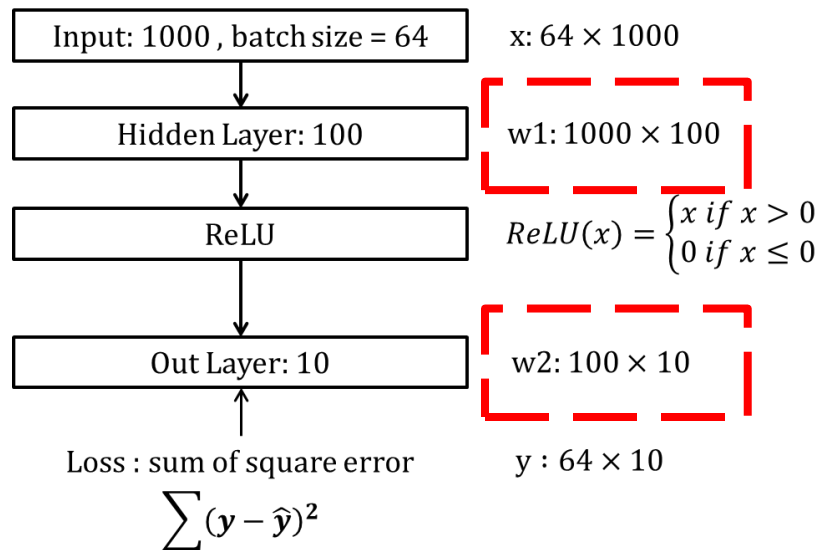 Input: 1000 , batch size = 64
x: 64 × 1000
Hidden Layer: 100
w1: 1000 × 100
ReLU
ReLU(x) = {x if x > 0
0 if x ≤ 0
Out Layer: 10
w2: 100 × 10
Loss : sum of square error
y : 64 × 10
∑(y − ŷ)²